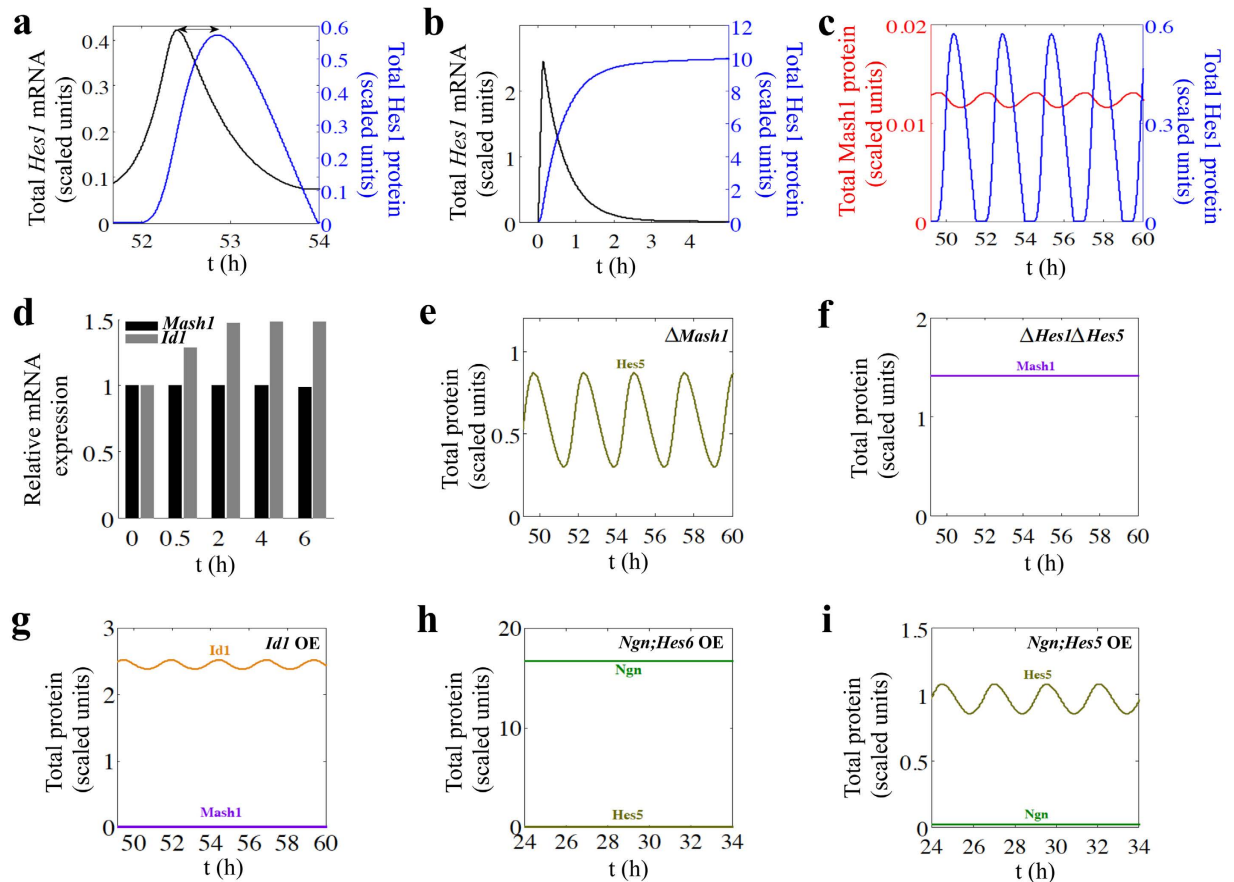 a
Total Hes1 mRNA
(scaled units)
0.4
0.3
0.2
0.1
0
52
53
54
t (h)
0.6
0.5
0.4
0.3
0.2
0.1
0
Total Hes1 protein
(scaled units)
b
Total Hes1 mRNA
(scaled units)
2
1
0
0
1
2
3
4
t (h)
12
10
8
6
4
2
0
Total Hes1 protein
(scaled units)
c
Total Mash1 protein
(scaled units)
0.02
0.01
0
50
52
54
56
58
60
t (h)
0.6
0.3
0
Total Hes1 protein
(scaled units)
d
Relative mRNA
expression
1.5
1
0.5
0
Mash1
Id1
0
0.5
2
4
6
t (h)
e
Total protein
(scaled units)
1
0.5
0
ΔMash1
Hes5
50
52
54
56
58
60
t (h)
f
Total protein
(scaled units)
2
1.5
1
0.5
0
ΔHes1ΔHes5
Mash1
50
52
54
56
58
60
t (h)
g
Total protein
(scaled units)
3
2
1
0
Id1 OE
Id1
Mash1
50
52
54
56
58
60
t (h)
h
Total protein
(scaled units)
20
10
0
Ngn;Hes6 OE
Ngn
Hes5
24
26
28
30
32
34
t (h)
i
Total protein
(scaled units)
1.5
1
0.5
0
Ngn;Hes5 OE
Hes5
Ngn
24
26
28
30
32
34
t (h)